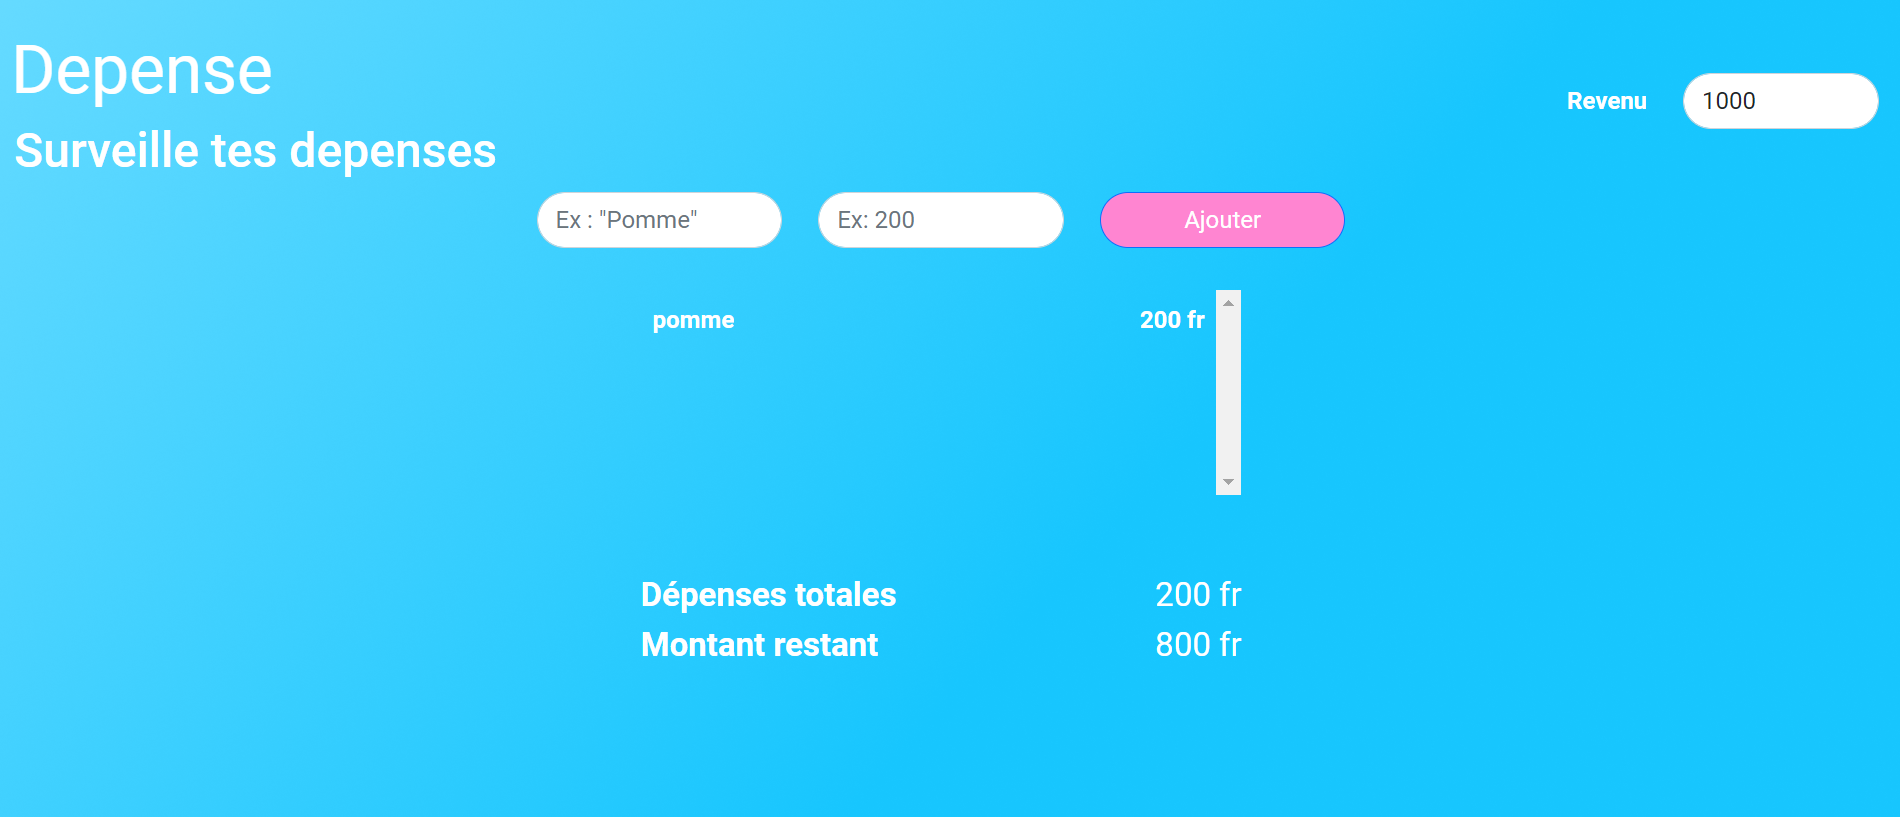 Depense
Surveille tes depenses
Revenu 1000
Ex : "Pomme" Ex: 200 Ajouter
pomme 200 fr
Dépenses totales 200 fr
Montant restant 800 fr